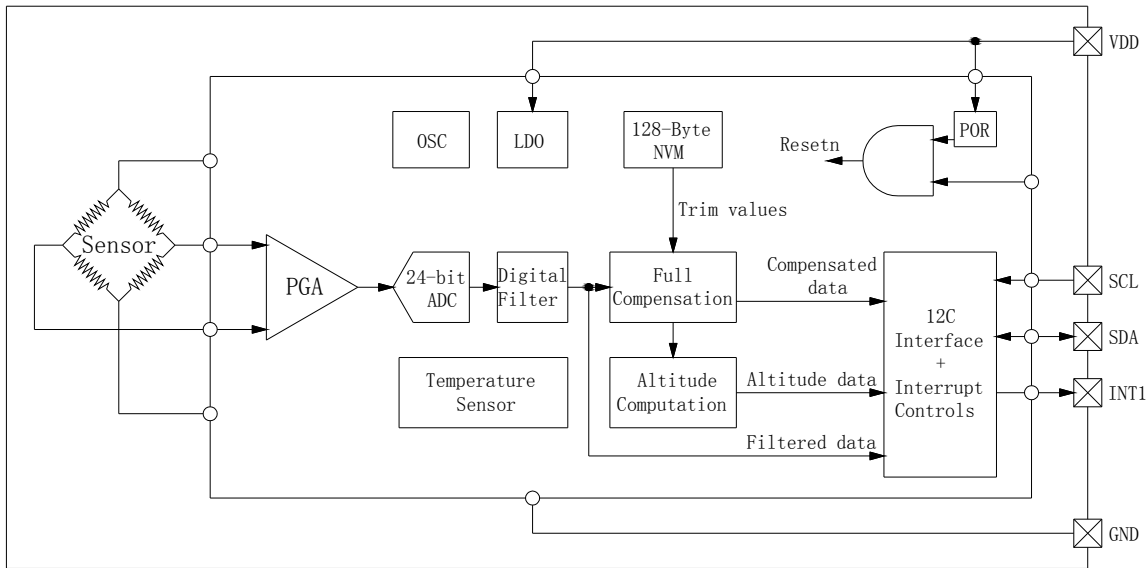 VDD
OSC
LDO
128-Byte
NVM
POR
Resetn
Trim values
Sensor
PGA
24-bit
ADC
Digital
Filter
Full
Compensation
Compensated
data
12C
Interface
+
Interrupt
Controls
SCL
SDA
INT1
Temperature
Sensor
Altitude
Computation
Altitude data
Filtered data
GND